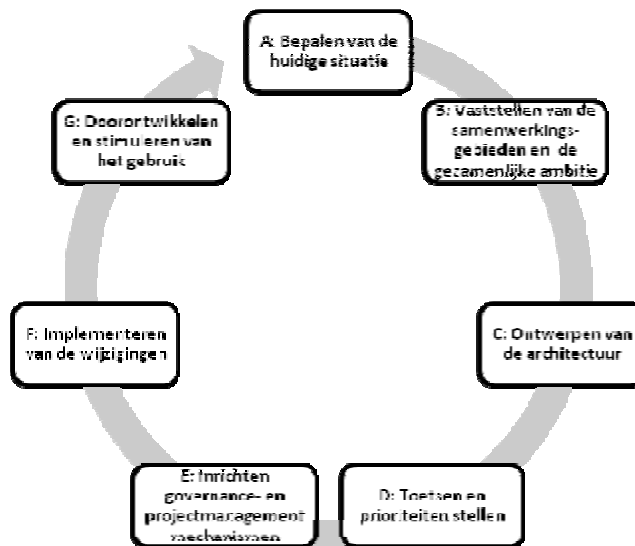 A: Bepalen van de
huidige situatie
B: Vaststellen van de
samenwerkings-
gebieden en de
gezamenlijke ambitie
C: Ontwerpen van
de architectuur
D: Toetsen en
prioriteiten stellen
E: Inrichten
governance- en
projectmanagement
mechanismen
F: Implementeren
van de wijzigingen
G: Doorontwikkelen
en stimuleren van
het gebruik